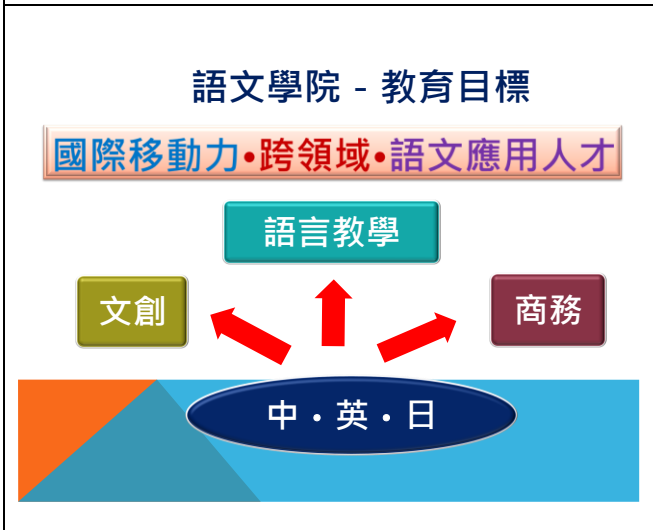 語文學院 - 教育目標
國際移動力•跨領域•語文應用人才
語言教學
文創
商務
中・英・日